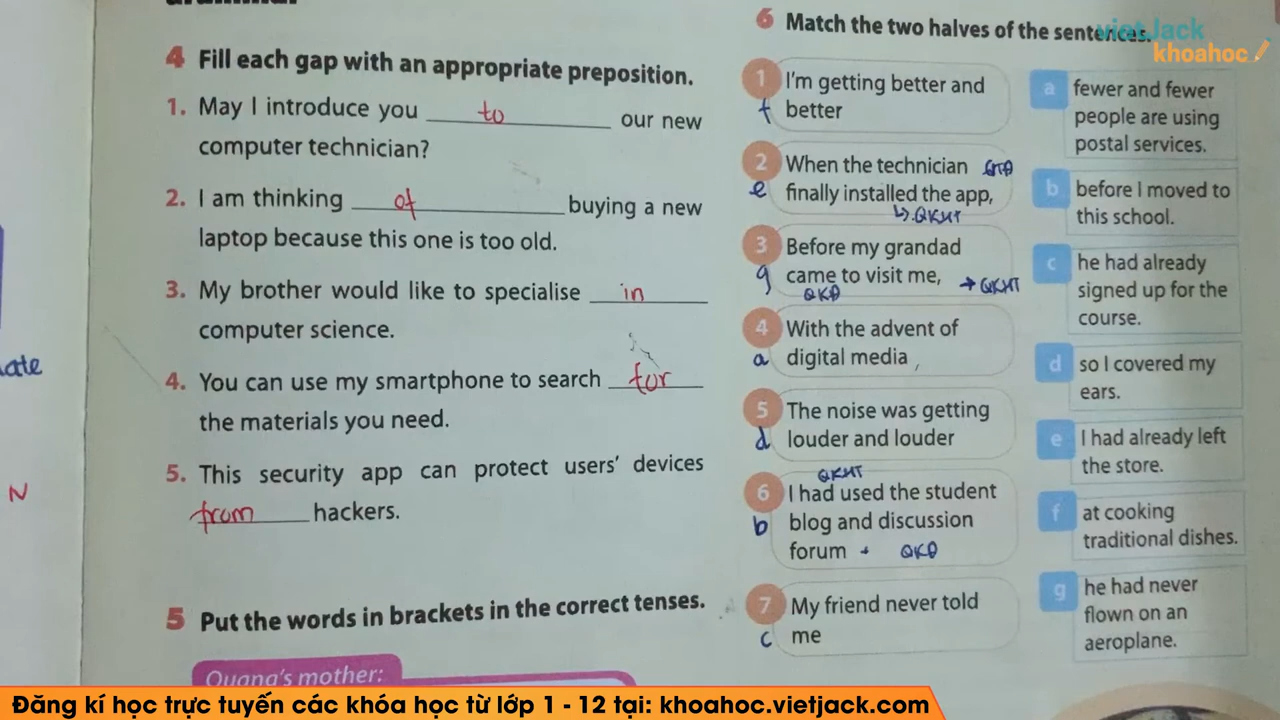 4 Fill each gap with an appropriate preposition.
1. May I introduce you to our new
computer technician?
2. I am thinking of buying a new
laptop because this one is too old.
3. My brother would like to specialise in
computer science.
4. You can use my smartphone to search for
the materials you need.
5. This security app can protect users' devices
from hackers.
5 Put the words in brackets in the correct tenses.
Quang's mother:
ate
N
6 Match the two halves of the sentences.
vietJack
khoahoc
1 I'm getting better and
f better
2 When the technician QKĐ
e finally installed the app,
↳ QKHT
3 Before my grandad
g came to visit me, → QKHT
QKĐ
4 With the advent of
a digital media ,
5 The noise was getting
d louder and louder
QKHT
6 I had used the student
b blog and discussion
forum + QKĐ
7 My friend never told
c me
a fewer and fewer
people are using
postal services.
b before I moved to
this school.
c he had already
signed up for the
course.
d so I covered my
ears.
e I had already left
the store.
f at cooking
traditional dishes.
g he had never
flown on an
aeroplane.
Đăng kí học trực tuyến các khóa học từ lớp 1 - 12 tại: khoahoc.vietjack.com